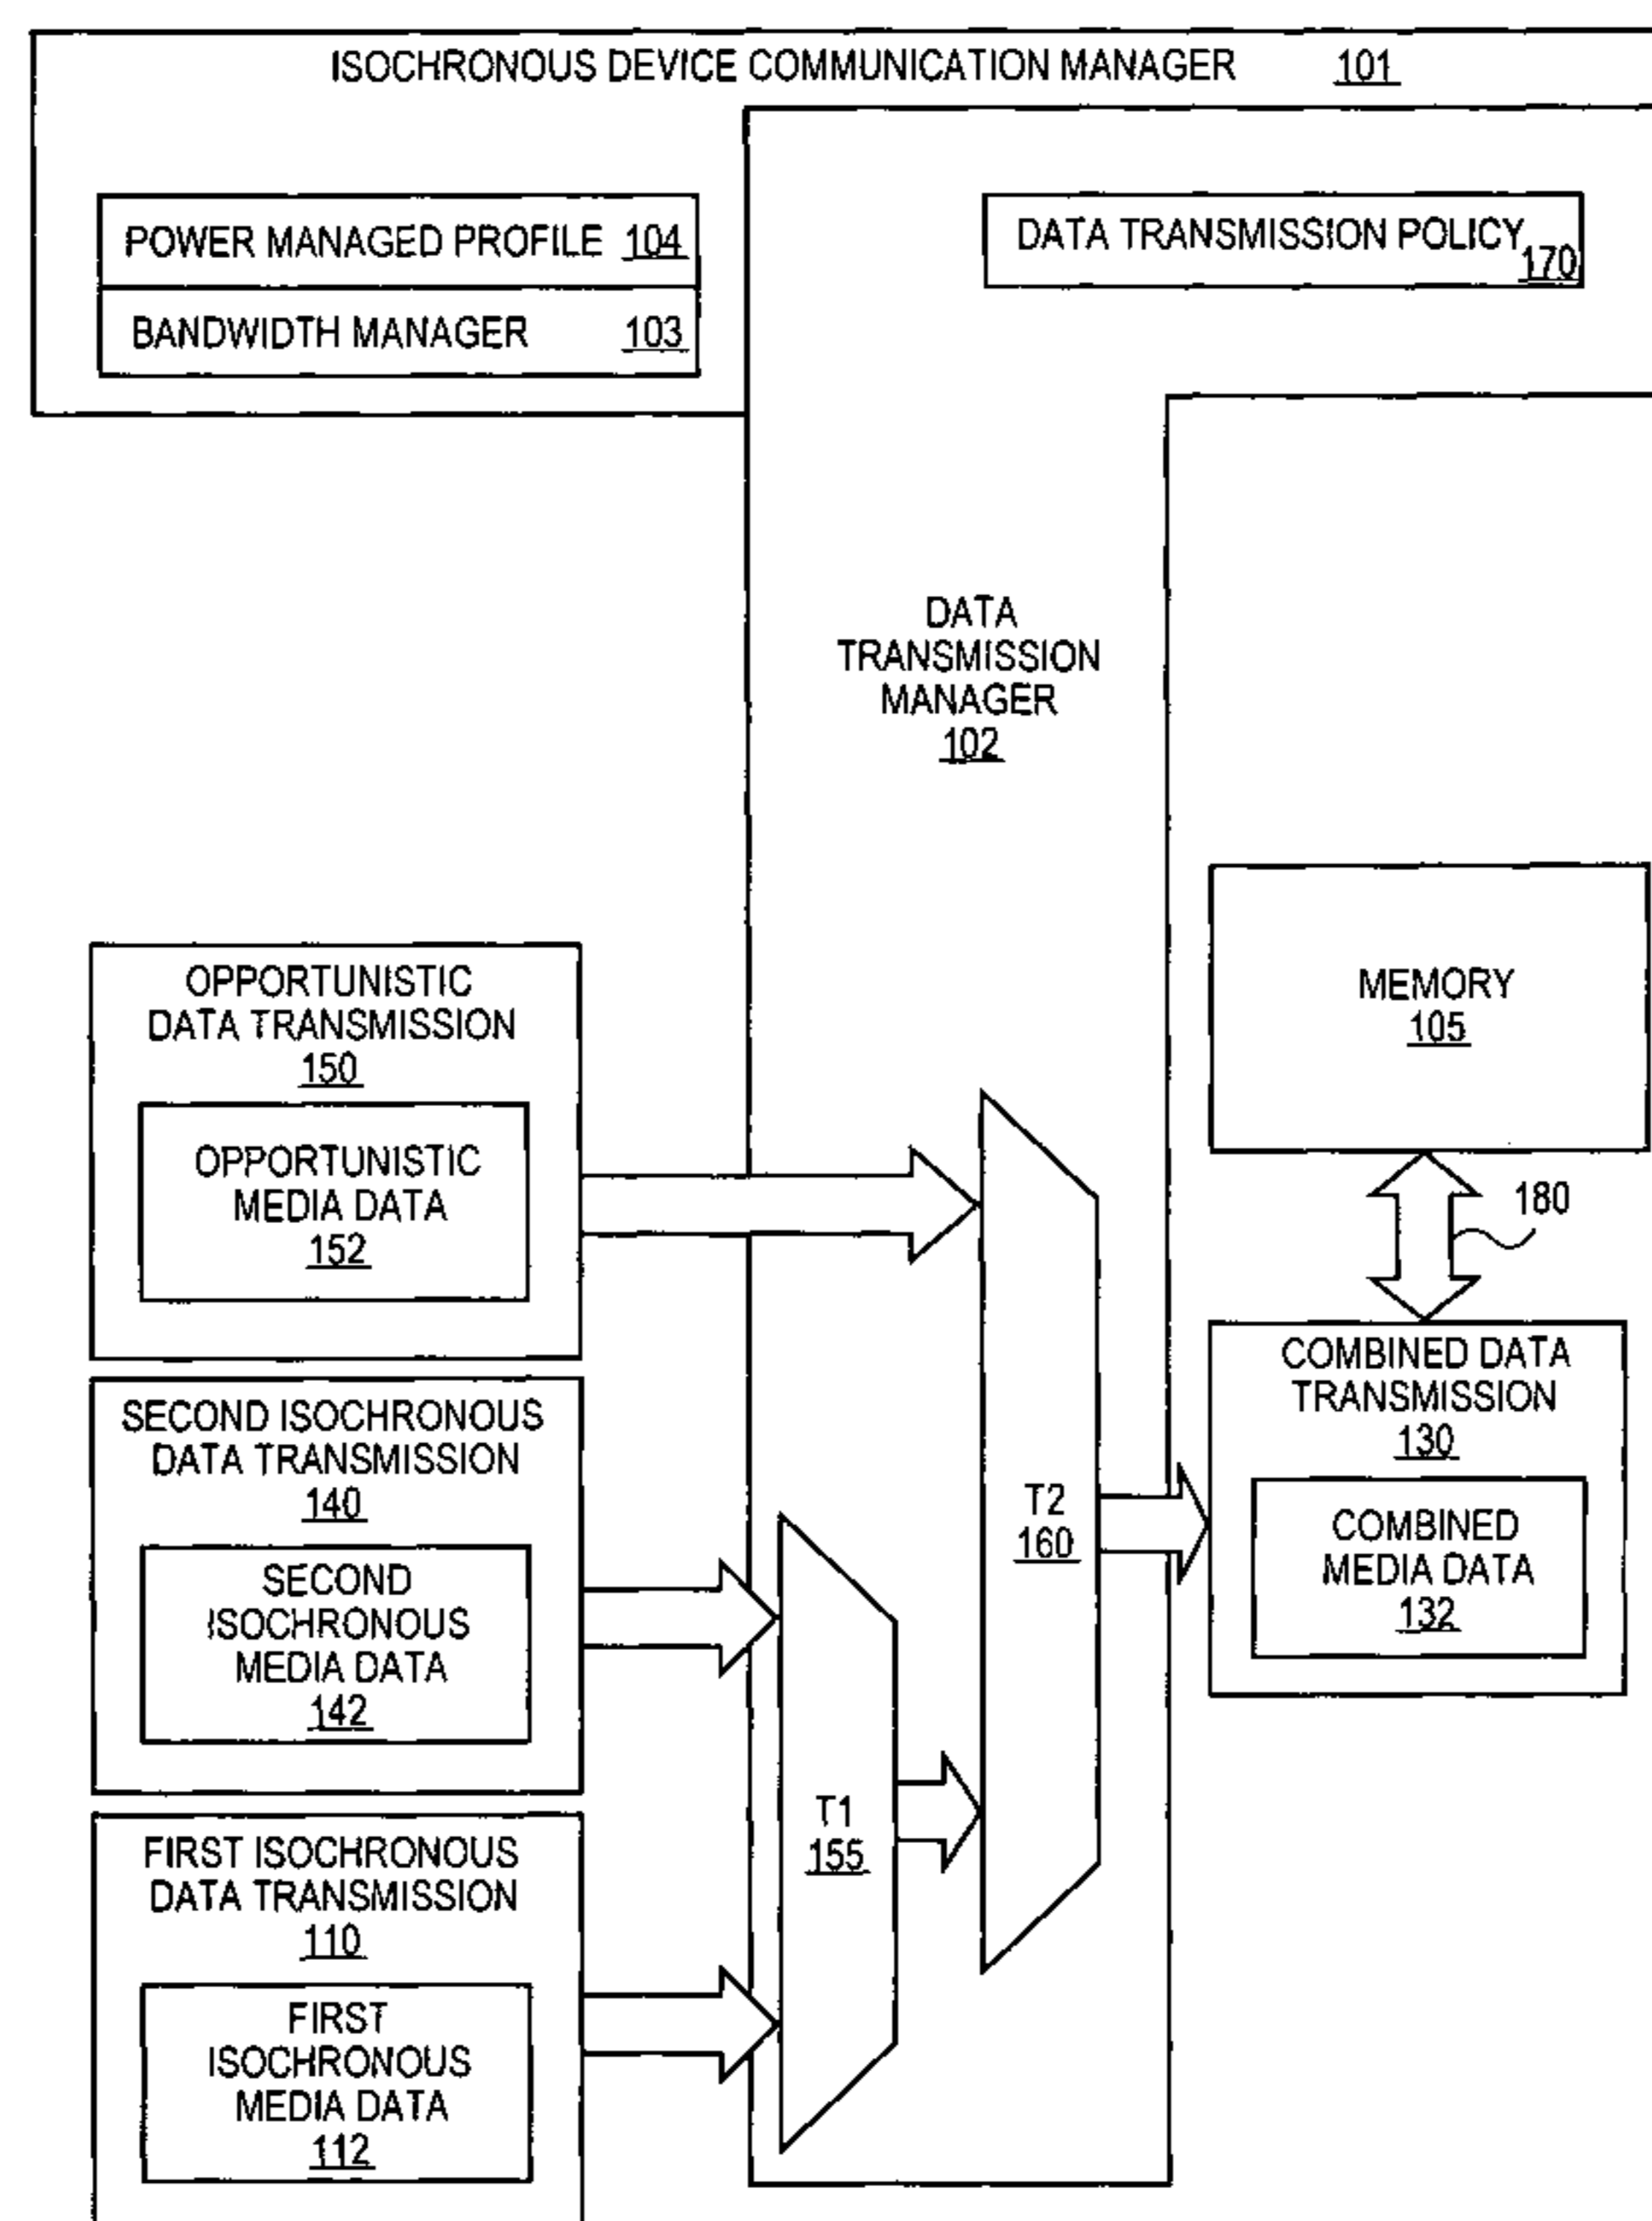 ISOCHRONOUS DEVICE COMMUNICATION MANAGER 101
POWER MANAGED PROFILE 104
BANDWIDTH MANAGER 103
DATA TRANSMISSION POLICY 170
DATA
TRANSMISSION
MANAGER
102
MEMORY
105
180
OPPORTUNISTIC
DATA TRANSMISSION
150
OPPORTUNISTIC
MEDIA DATA
152
SECOND ISOCHRONOUS
DATA TRANSMISSION
140
SECOND
ISOCHRONOUS
MEDIA DATA
142
FIRST ISOCHRONOUS
DATA TRANSMISSION
110
FIRST
ISOCHRONOUS
MEDIA DATA
112
T1
155
T2
160
COMBINED DATA
TRANSMISSION
130
COMBINED
MEDIA DATA
132